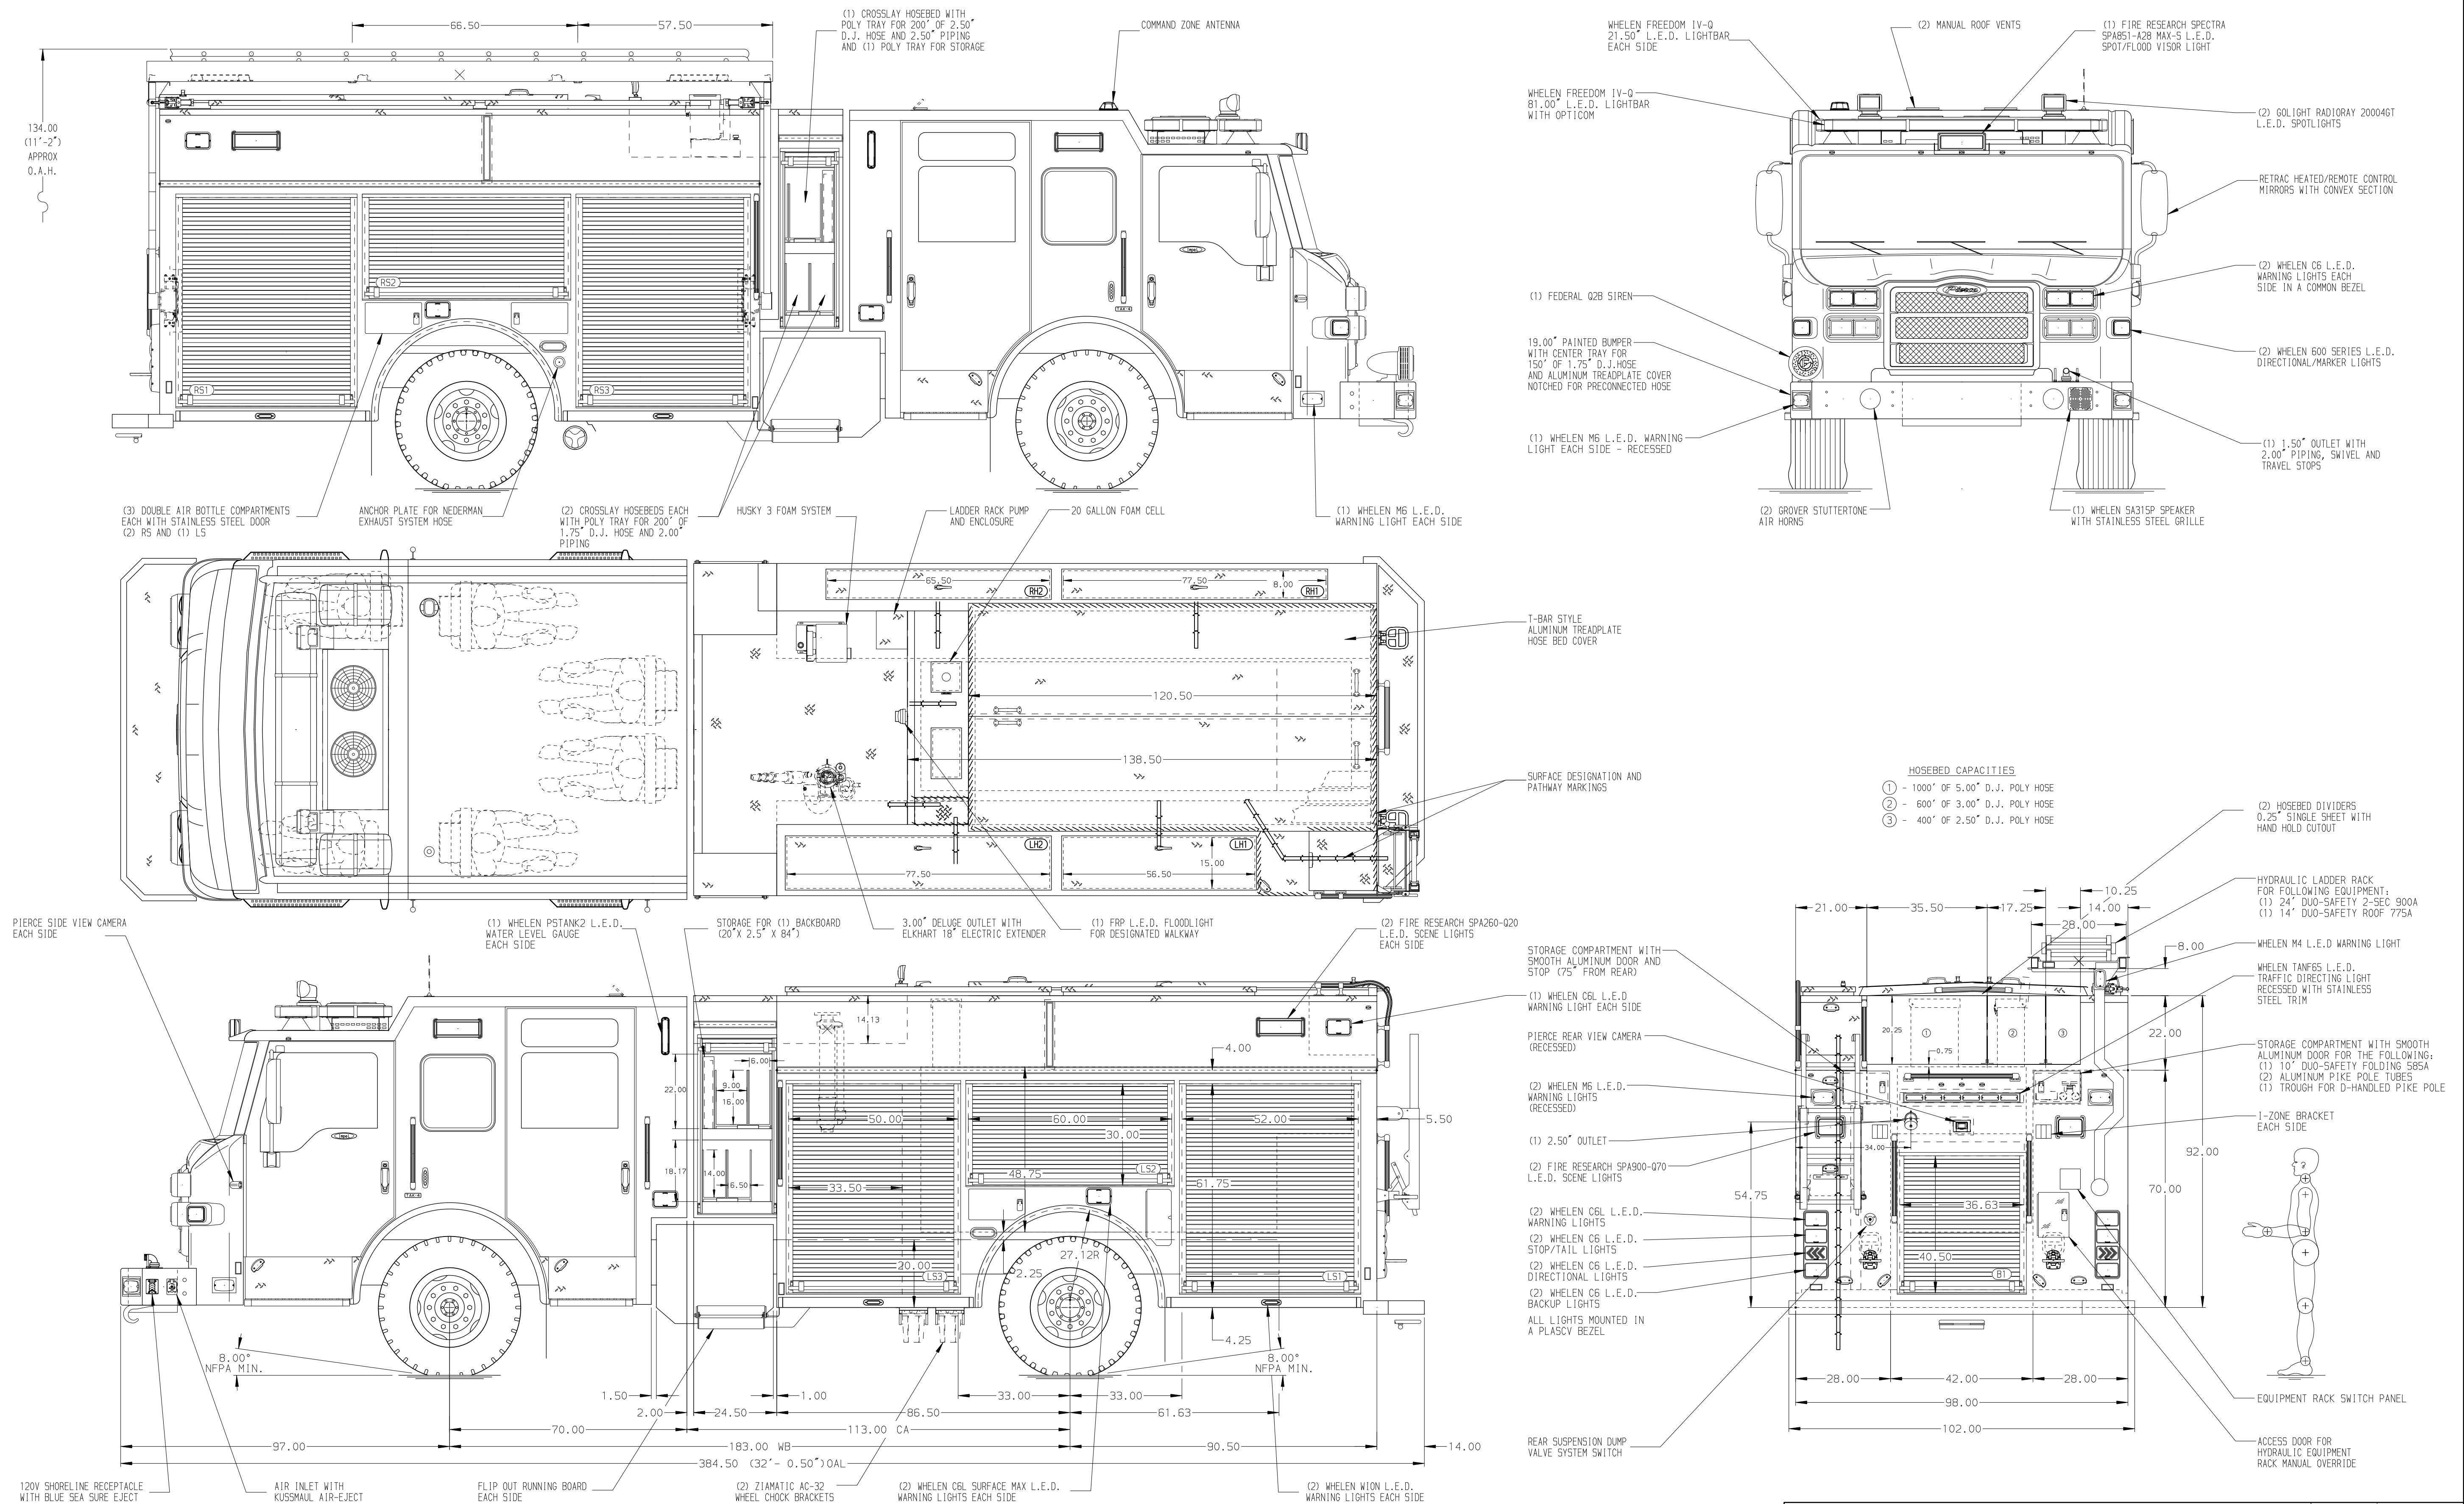 66.50
57.50
(1) CROSSLAY HOSEBED WITH
POLY TRAY FOR 200' OF 2.50"
D.J. HOSE AND 2.50" PIPING
AND (1) POLY TRAY FOR STORAGE
COMMAND ZONE ANTENNA
134.00
(11'-2")
APPROX
O.A.H.
RS2
RS1
RS3
TAK-4
(3) DOUBLE AIR BOTTLE COMPARTMENTS
EACH WITH STAINLESS STEEL DOOR
(2) RS AND (1) LS
ANCHOR PLATE FOR NEDERMAN
EXHAUST SYSTEM HOSE
(2) CROSSLAY HOSEBEDS EACH
WITH POLY TRAY FOR 200' OF
1.75" D.J. HOSE AND 2.00"
PIPING
HUSKY 3 FOAM SYSTEM
LADDER RACK PUMP
AND ENCLOSURE
20 GALLON FOAM CELL
(1) WHELEN M6 L.E.D.
WARNING LIGHT EACH SIDE
WHELEN FREEDOM IV-Q
21.50" L.E.D. LIGHTBAR
EACH SIDE
(2) MANUAL ROOF VENTS
(1) FIRE RESEARCH SPECTRA
SPA851-A28 MAX-S L.E.D.
SPOT/FLOOD VISOR LIGHT
WHELEN FREEDOM IV-Q
81.00" L.E.D. LIGHTBAR
WITH OPTICOM
(2) GOLIGHT RADIORAY 20004GT
L.E.D. SPOTLIGHTS
RETRAC HEATED/REMOTE CONTROL
MIRRORS WITH CONVEX SECTION
(2) WHELEN C6 L.E.D.
WARNING LIGHTS EACH
SIDE IN A COMMON BEZEL
Pierce
(1) FEDERAL Q2B SIREN
(2) WHELEN 600 SERIES L.E.D.
DIRECTIONAL/MARKER LIGHTS
19.00" PAINTED BUMPER
WITH CENTER TRAY FOR
150' OF 1.75" D.J.HOSE
AND ALUMINUM TREADPLATE COVER
NOTCHED FOR PRECONNECTED HOSE
(1) WHELEN M6 L.E.D. WARNING
LIGHT EACH SIDE - RECESSED
(1) 1.50" OUTLET WITH
2.00" PIPING, SWIVEL AND
TRAVEL STOPS
(2) GROVER STUTTERTONE
AIR HORNS
(1) WHELEN SA315P SPEAKER
WITH STAINLESS STEEL GRILLE
65.50
RH2
77.50
8.00
RH1
T-BAR STYLE
ALUMINUM TREADPLATE
HOSE BED COVER
120.50
138.50
SURFACE DESIGNATION AND
PATHWAY MARKINGS
LH2
LH1
77.50
56.50
15.00
PIERCE SIDE VIEW CAMERA
EACH SIDE
(1) WHELEN PSTANK2 L.E.D.
WATER LEVEL GAUGE
EACH SIDE
STORAGE FOR (1) BACKBOARD
(20"X 2.5" X 84")
3.00" DELUGE OUTLET WITH
ELKHART 18" ELECTRIC EXTENDER
(1) FRP L.E.D. FLOODLIGHT
FOR DESIGNATED WALKWAY
(2) FIRE RESEARCH SPA260-Q20
L.E.D. SCENE LIGHTS
EACH SIDE
14.13
4.00
6.00
22.00
9.00
16.00
50.00
60.00
52.00
5.50
30.00
18.17
14.00
6.50
48.75
33.50
LS2
61.75
TAK-4
27.12R
20.00
2.25
LS3
LS1
4.25
8.00°
NFPA MIN.
8.00°
NFPA MIN.
1.50
1.00
33.00
33.00
2.00
24.50
86.50
61.63
70.00
113.00 CA
97.00
183.00 WB
90.50
14.00
384.50 (32'- 0.50")OAL
120V SHORELINE RECEPTACLE
WITH BLUE SEA SURE EJECT
AIR INLET WITH
KUSSMAUL AIR-EJECT
FLIP OUT RUNNING BOARD
EACH SIDE
(2) ZIAMATIC AC-32
WHEEL CHOCK BRACKETS
(2) WHELEN C6L SURFACE MAX L.E.D.
WARNING LIGHTS EACH SIDE
(2) WHELEN WION L.E.D.
WARNING LIGHTS EACH SIDE
HOSEBED CAPACITIES
1 - 1000' OF 5.00" D.J. POLY HOSE
2 - 600' OF 3.00" D.J. POLY HOSE
3 - 400' OF 2.50" D.J. POLY HOSE
(2) HOSEBED DIVIDERS
0.25" SINGLE SHEET WITH
HAND HOLD CUTOUT
10.25
21.00
35.50
17.25
14.00
28.00
8.00
HYDRAULIC LADDER RACK
FOR FOLLOWING EQUIPMENT:
(1) 24' DUO-SAFETY 2-SEC 900A
(1) 14' DUO-SAFETY ROOF 775A
WHELEN M4 L.E.D WARNING LIGHT
WHELEN TANF65 L.E.D.
TRAFFIC DIRECTING LIGHT
RECESSED WITH STAINLESS
STEEL TRIM
STORAGE COMPARTMENT WITH
SMOOTH ALUMINUM DOOR AND
STOP (75" FROM REAR)
(1) WHELEN C6L L.E.D
WARNING LIGHT EACH SIDE
PIERCE REAR VIEW CAMERA
(RECESSED)
(2) WHELEN M6 L.E.D.
WARNING LIGHTS
(RECESSED)
(1) 2.50" OUTLET
(2) FIRE RESEARCH SPA900-Q70
L.E.D. SCENE LIGHTS
(2) WHELEN C6L L.E.D.
WARNING LIGHTS
(2) WHELEN C6 L.E.D.
STOP/TAIL LIGHTS
(2) WHELEN C6 L.E.D.
DIRECTIONAL LIGHTS
(2) WHELEN C6 L.E.D.
BACKUP LIGHTS
ALL LIGHTS MOUNTED IN
A PLASCV BEZEL
REAR SUSPENSION DUMP
VALVE SYSTEM SWITCH
20.25
1
2
3
0.75
22.00
STORAGE COMPARTMENT WITH SMOOTH
ALUMINUM DOOR FOR THE FOLLOWING:
(1) 10' DUO-SAFETY FOLDING 585A
(2) ALUMINUM PIKE POLE TUBES
(1) TROUGH FOR D-HANDLED PIKE POLE
I-ZONE BRACKET
EACH SIDE
34.00
92.00
70.00
54.75
36.63
40.50
B1
28.00
42.00
28.00
98.00
102.00
EQUIPMENT RACK SWITCH PANEL
ACCESS DOOR FOR
HYDRAULIC EQUIPMENT
RACK MANUAL OVERRIDE